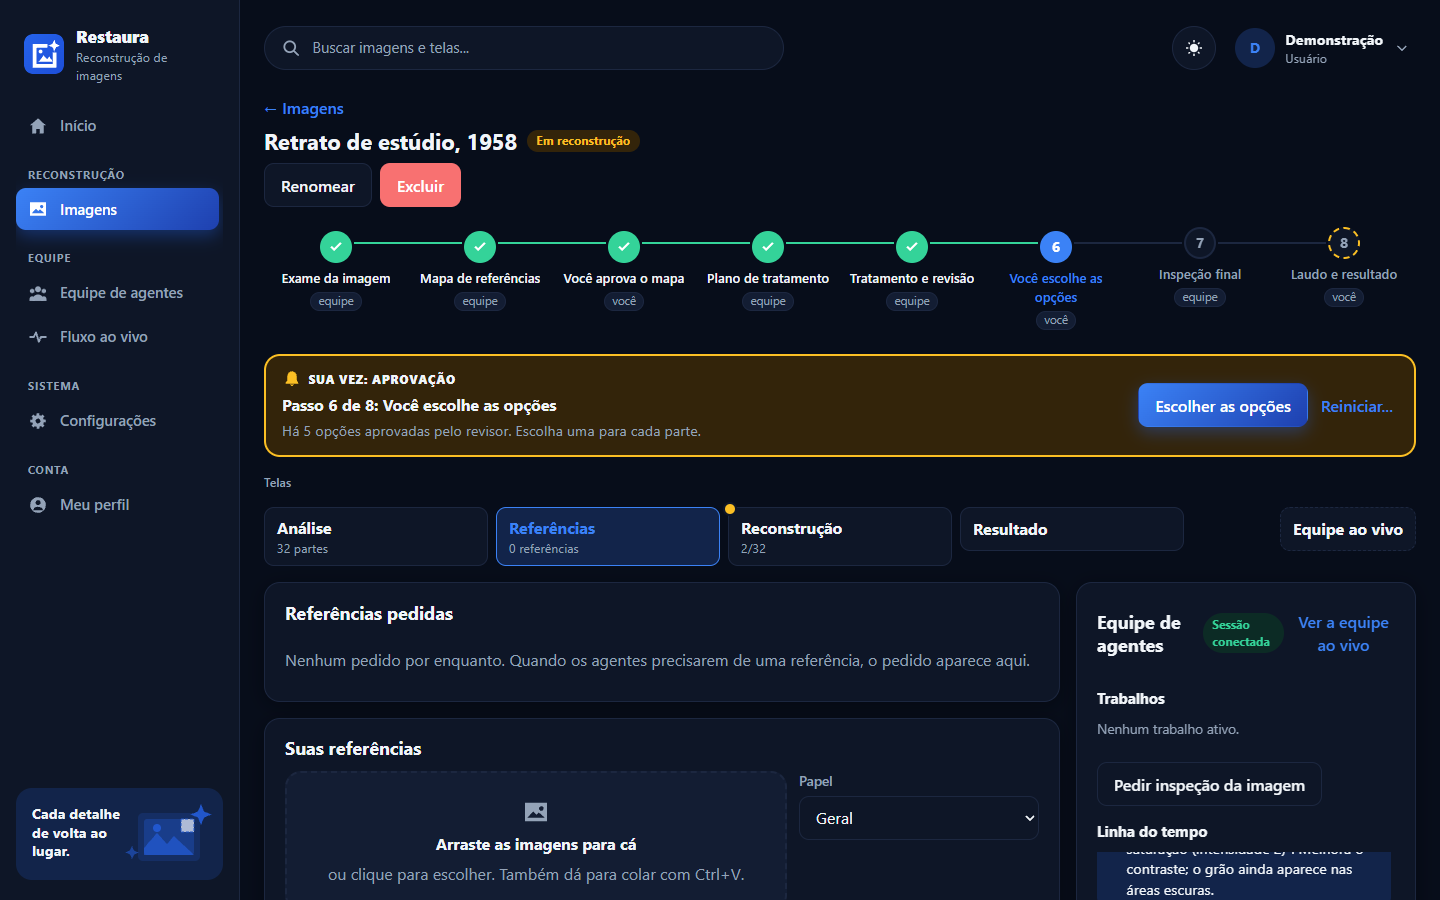 Restaura
Reconstrução de
imagens
Buscar imagens e telas...
D
Demonstração
Usuário
Início
RECONSTRUÇÃO
Imagens
EQUIPE
Equipe de agentes
Fluxo ao vivo
SISTEMA
Configurações
CONTA
Meu perfil
Cada detalhe
de volta ao
lugar.
← Imagens
Retrato de estúdio, 1958
Em reconstrução
Renomear
Excluir
Exame da imagem
equipe
Mapa de referências
equipe
Você aprova o mapa
você
Plano de tratamento
equipe
Tratamento e revisão
equipe
6
Você escolhe as
opções
você
7
Inspeção final
equipe
8
Laudo e resultado
você
SUA VEZ: APROVAÇÃO
Passo 6 de 8: Você escolhe as opções
Há 5 opções aprovadas pelo revisor. Escolha uma para cada parte.
Escolher as opções
Reiniciar...
Telas
Análise
32 partes
Referências
0 referências
Reconstrução
2/32
Resultado
Equipe ao vivo
Referências pedidas
Nenhum pedido por enquanto. Quando os agentes precisarem de uma referência, o pedido aparece aqui.
Suas referências
Arraste as imagens para cá
ou clique para escolher. Também dá para colar com Ctrl+V.
Papel
Geral
Equipe de
agentes
Sessão
conectada
Ver a equipe
ao vivo
Trabalhos
Nenhum trabalho ativo.
Pedir inspeção da imagem
Linha do tempo
contraste; o grão ainda aparece nas
áreas escuras.